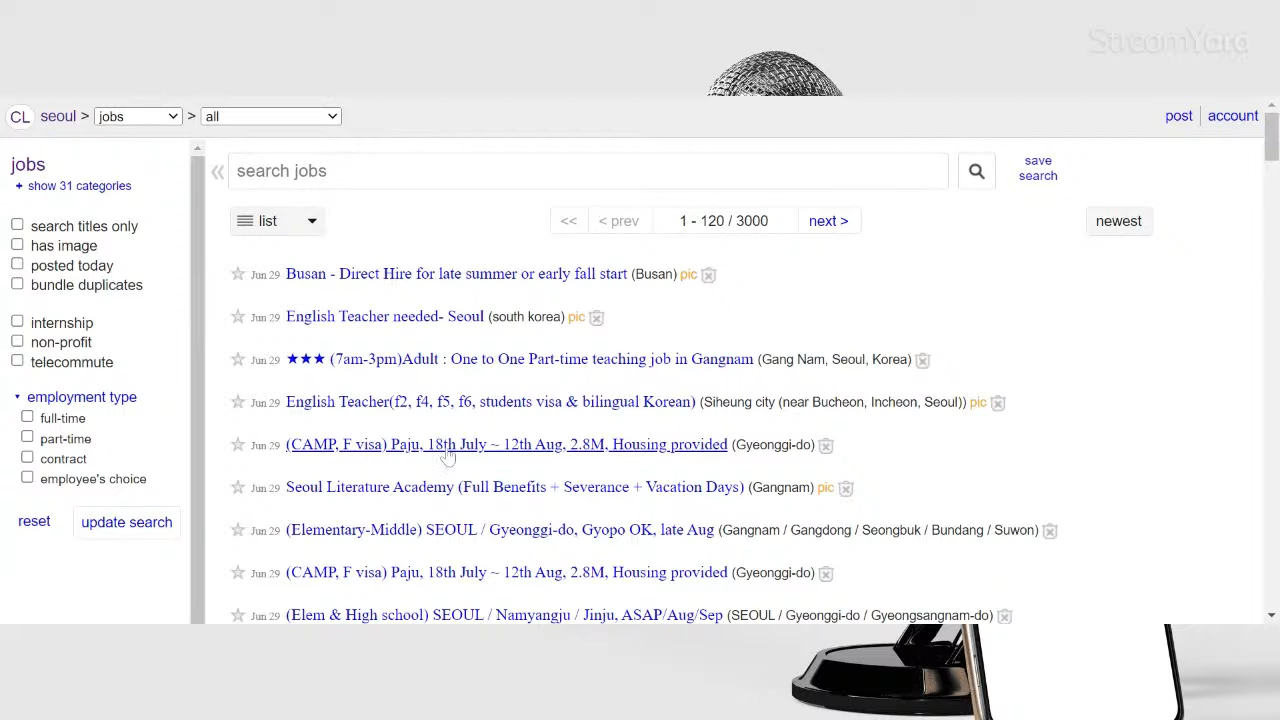 StreamYard
CL seoul > jobs > all post account
jobs
+ show 31 categories
search titles only
has image
posted today
bundle duplicates
internship
non-profit
telecommute
employment type
full-time
part-time
contract
employee's choice
reset update search
« search jobs save search
list << < prev 1 - 120 / 3000 next > newest
Jun 29 Busan - Direct Hire for late summer or early fall start (Busan) pic
Jun 29 English Teacher needed- Seoul (south korea) pic
Jun 29 ★★★ (7am-3pm)Adult : One to One Part-time teaching job in Gangnam (Gang Nam, Seoul, Korea)
Jun 29 English Teacher(f2, f4, f5, f6, students visa & bilingual Korean) (Siheung city (near Bucheon, Incheon, Seoul)) pic
Jun 29 (CAMP, F visa) Paju, 18th July ~ 12th Aug, 2.8M, Housing provided (Gyeonggi-do)
Jun 29 Seoul Literature Academy (Full Benefits + Severance + Vacation Days) (Gangnam) pic
Jun 29 (Elementary-Middle) SEOUL / Gyeonggi-do, Gyopo OK, late Aug (Gangnam / Gangdong / Seongbuk / Bundang / Suwon)
Jun 29 (CAMP, F visa) Paju, 18th July ~ 12th Aug, 2.8M, Housing provided (Gyeonggi-do)
Jun 29 (Elem & High school) SEOUL / Namyangju / Jinju, ASAP/Aug/Sep (SEOUL / Gyeonggi-do / Gyeongsangnam-do)